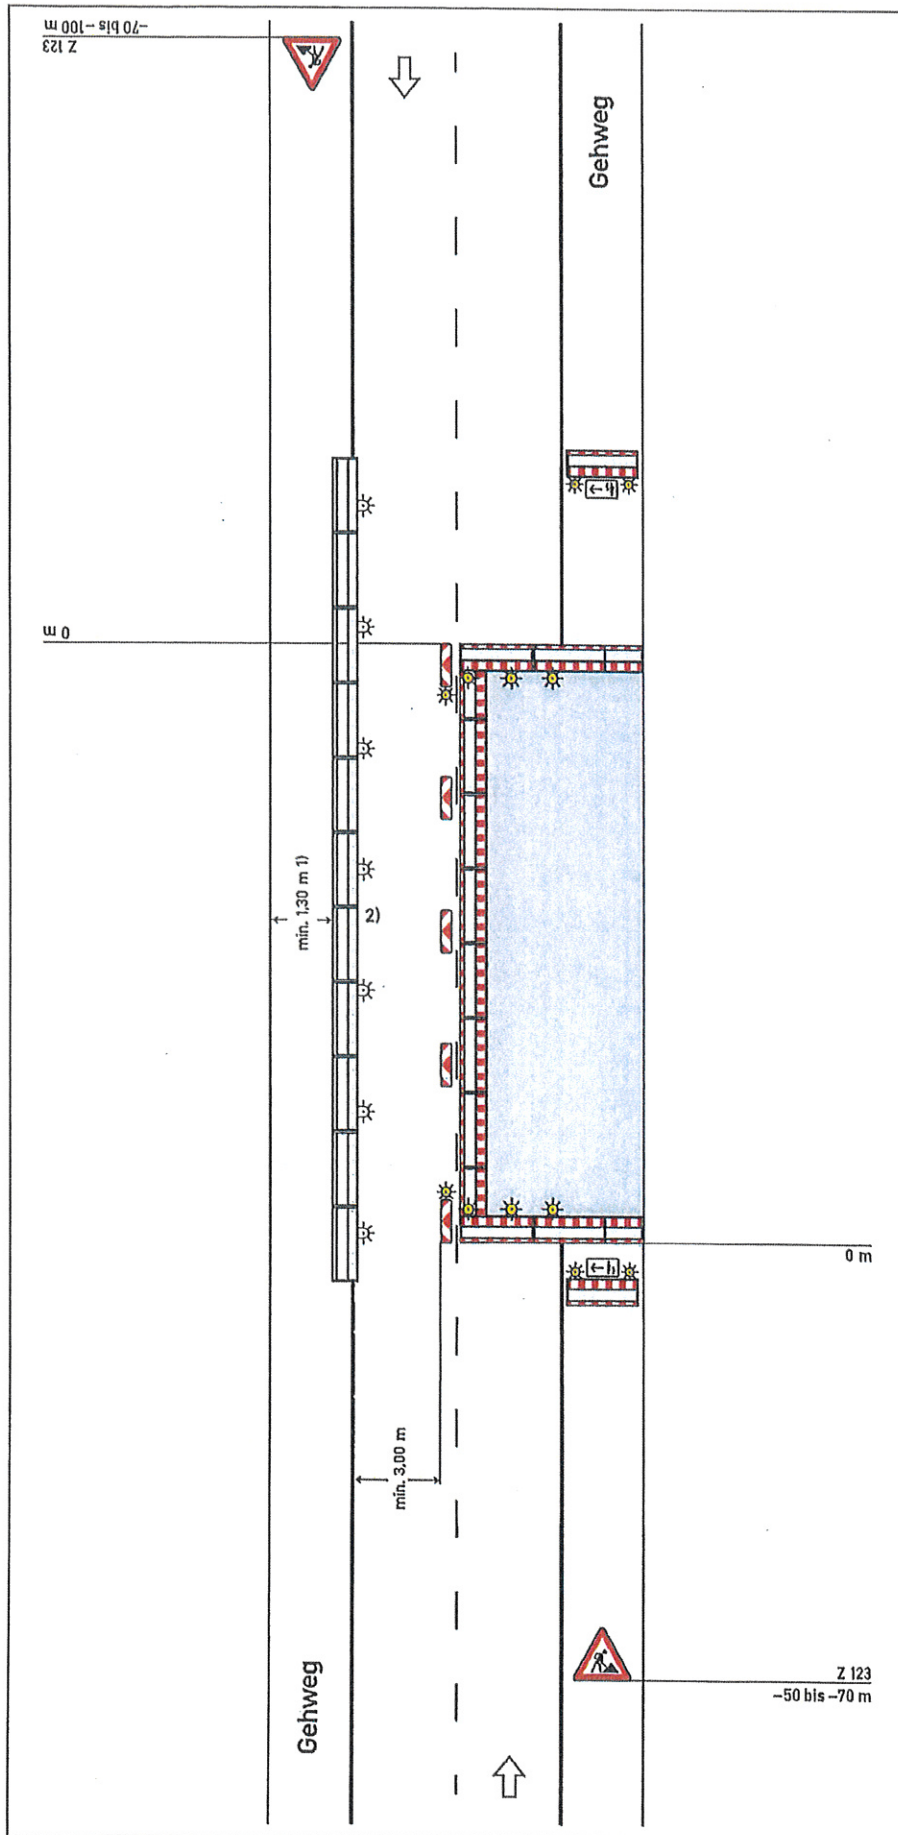 Z 123
–70 bis –100 m
Gehweg
0 m
min. 1,30 m 1)
2)
0 m
min. 3,00 m
Gehweg
Z 123
–50 bis –70 m